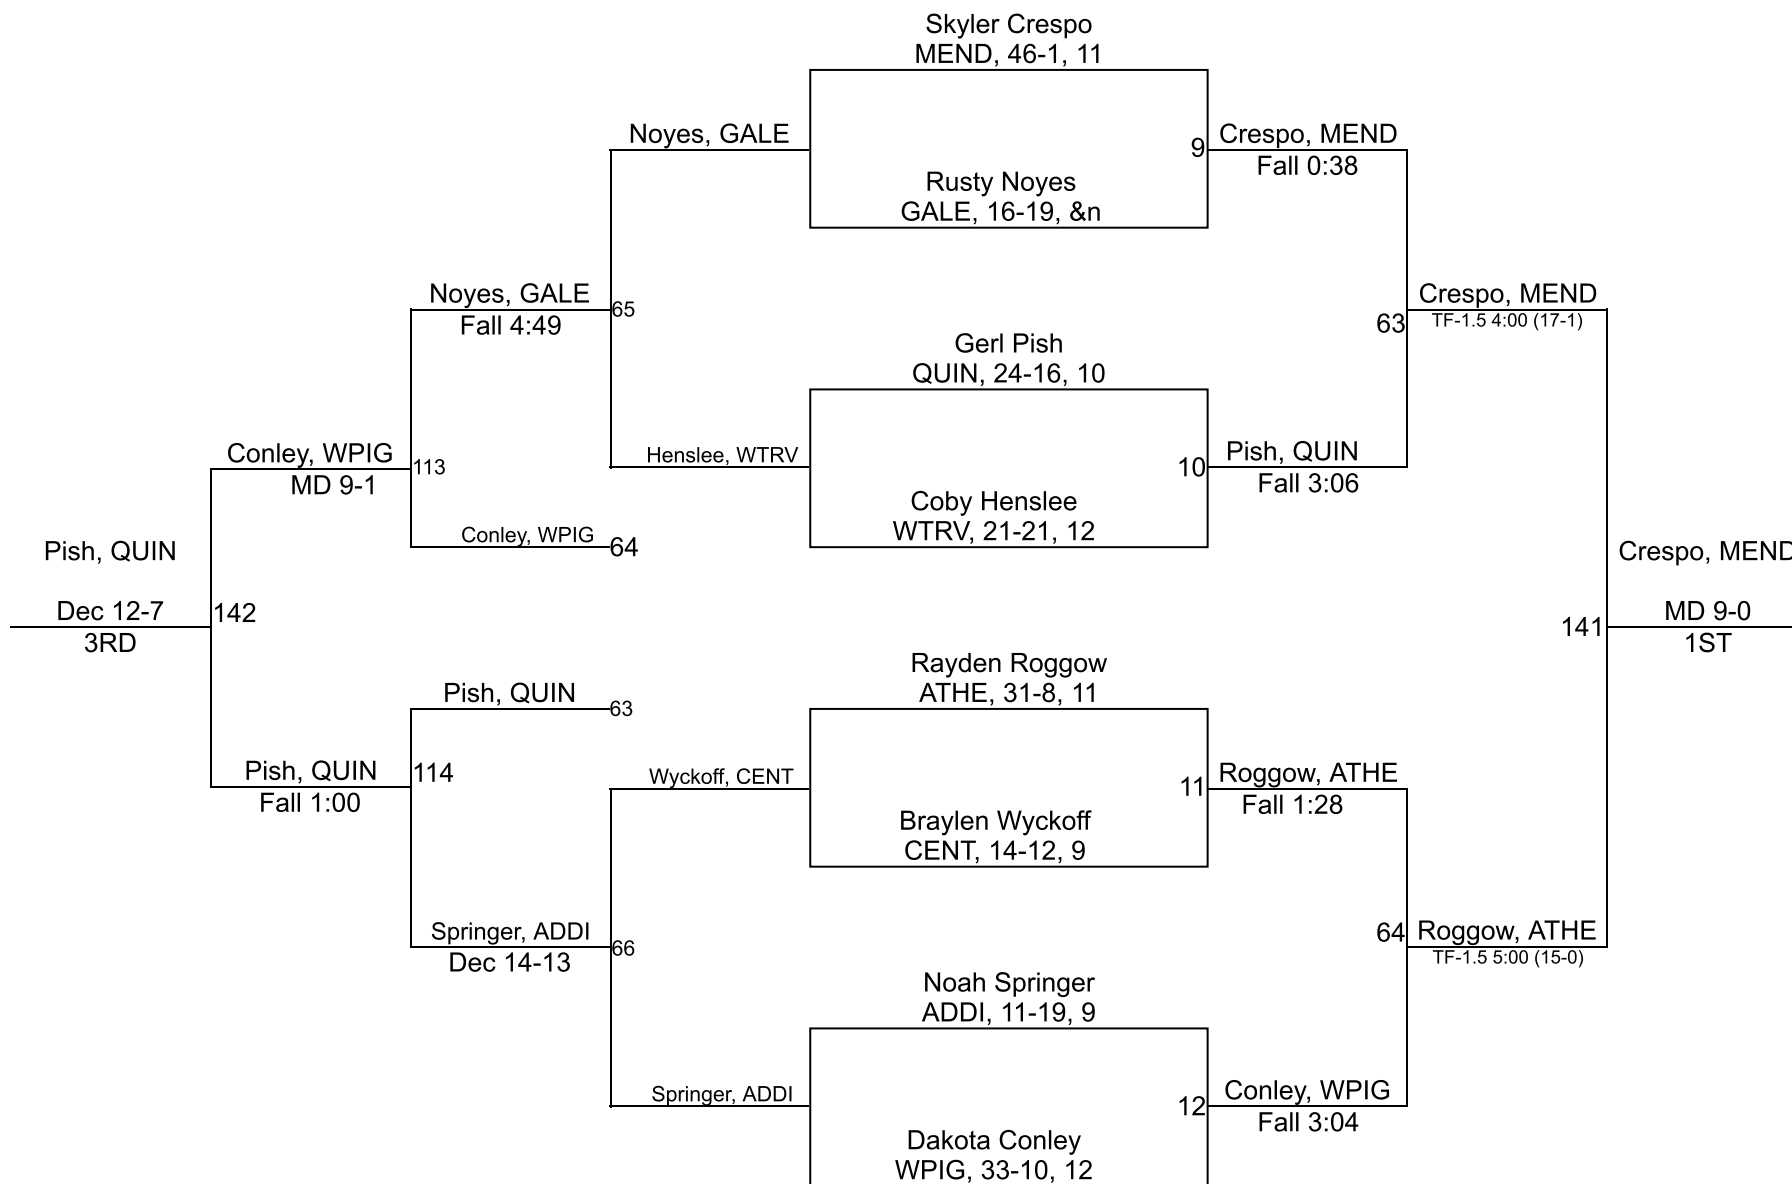 Skyler Crespo
MEND, 46-1, 11
Noyes, GALE
9
Crespo, MEND
Fall 0:38
Rusty Noyes
GALE, 16-19, &n
Noyes, GALE
Fall 4:49
65
Crespo, MEND
TF-1.5 4:00 (17-1)
63
Gerl Pish
QUIN, 24-16, 10
Conley, WPIG
MD 9-1
113
Henslee, WTRV
10
Pish, QUIN
Fall 3:06
Coby Henslee
WTRV, 21-21, 12
Conley, WPIG
64
Pish, QUIN
Dec 12-7
3RD
142
Crespo, MEND
MD 9-0
1ST
141
Rayden Roggow
ATHE, 31-8, 11
Pish, QUIN
63
Pish, QUIN
Fall 1:00
114
Wyckoff, CENT
11
Roggow, ATHE
Fall 1:28
Braylen Wyckoff
CENT, 14-12, 9
Springer, ADDI
Dec 14-13
66
64
Roggow, ATHE
TF-1.5 5:00 (15-0)
Noah Springer
ADDI, 11-19, 9
Springer, ADDI
12
Conley, WPIG
Fall 3:04
Dakota Conley
WPIG, 33-10, 12